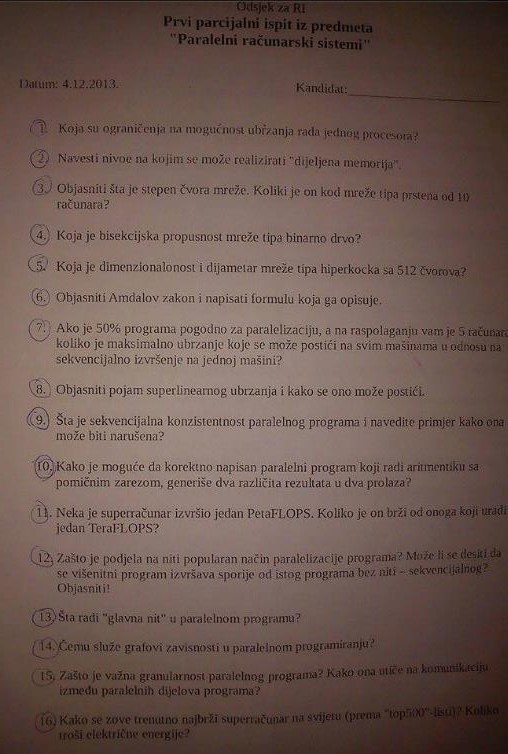 Odsjek za RI
Prvi parcijalni ispit iz predmeta
"Paralelni računarski sistemi"
Datum: 4.12.2013.
Kandidat:
1. Koja su ograničenja na mogućnost ubrzanja rada jednog procesora?
2. Navesti nivoe na kojim se može realizirati "dijeljena memorija".
3. Objasniti šta je stepen čvora mreže. Koliki je on kod mreže tipa prstena od 10
računara?
4. Koja je bisekcijska propusnost mreže tipa binarno drvo?
5. Koja je dimenzionalonost i dijametar mreže tipa hiperkocka sa 512 čvorova?
6. Objasniti Amdalov zakon i napisati formulu koja ga opisuje.
7. Ako je 50% programa pogodno za paralelizaciju, a na raspolaganju vam je 5 računara
koliko je maksimalno ubrzanje koje se može postići na svim mašinama u odnosu na
sekvencijalno izvršenje na jednoj mašini?
8. Objasniti pojam superlinearnog ubrzanja i kako se ono može postići.
9. Šta je sekvencijalna konzistentnost paralelnog programa i navedite primjer kako ona
može biti narušena?
10. Kako je moguće da korektno napisan paralelni program koji radi aritmentiku sa
pomičnim zarezom, generiše dva različita rezultata u dva prolaza?
11. Neka je superračunar izvršio jedan PetaFLOPS. Koliko je on brži od onoga koji uradi
jedan TeraFLOPS?
12. Zašto je podjela na niti popularan način paralelizacije programa? Može li se desiti da
se višenitni program izvršava sporije od istog programa bez niti – sekvencijalnog?
Objasniti!
13. Šta radi "glavna nit" u paralelnom programu?
14. Čemu služe grafovi zavisnosti u paralelnom programiranju?
15. Zašto je važna granularnost paralelnog programa? Kako ona utiče na komunikaciju
između paralelnih dijelova programa?
16. Kako se zove trenutno najbrži superračunar na svijetu (prema "top500"-listi)? Koliko
troši električne energije?